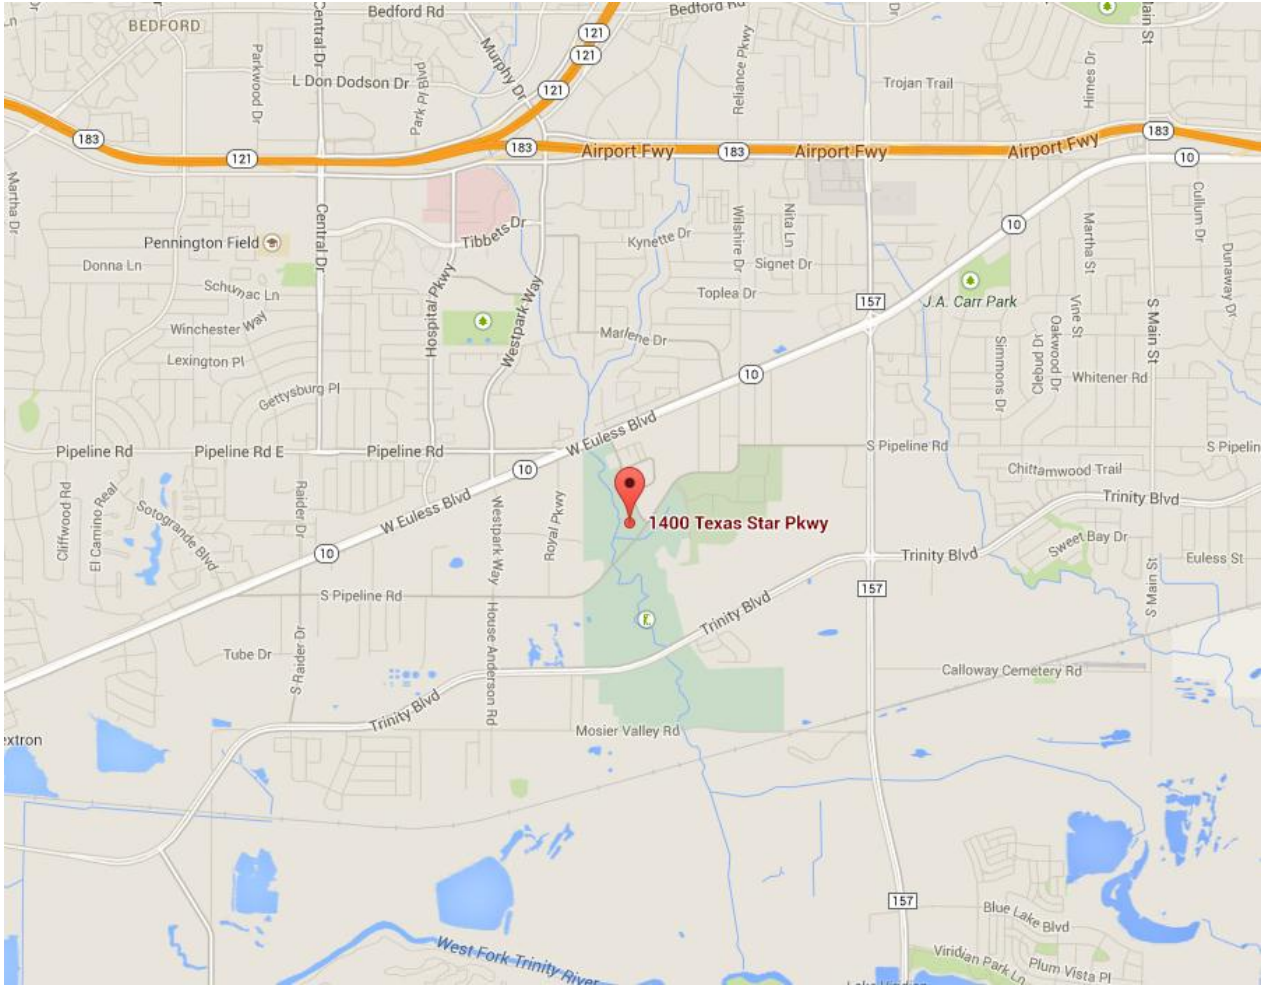 Bedford Rd
Bedford Rd
BEDFORD
Central Dr
Main St
121
121
121
Murphy Dr
Parkwood Dr
L Don Dodson Dr
Park Pl Blvd
Reliance Pkwy
Dr
Trojan Trail
Himes Dr
183
121
183
Airport Fwy
183
Airport Fwy
Airport Fwy
183
10
Martha Dr
Central Dr
Pennington Field
Tibbets Dr
Kynette Dr
Wilshire Dr
Nita Ln
10
Martha St
Cullum Dr
Donna Ln
Signet Dr
Dunaway Dr
Schumac Ln
Hospital Pkwy
Westpark Way
Toplea Dr
157
J.A. Carr Park
Vine St
S Main St
Winchester Way
Marlene Dr
Lexington Pl
Simmons Dr
Oakwood Dr
Whitener Rd
10
Gettysburg Pl
W Euless Blvd
Pipeline Rd
Pipeline Rd E
Pipeline Rd
S Pipeline Rd
S Pipelin
10
Chittamwood Trail
Cliffwood Rd
El Camino Real
Sotogrande Blvd
Raider Dr
W Euless Blvd
Westpark Way
Royal Pkwy
1400 Texas Star Pkwy
Trinity Blvd
10
Trinity Blvd
Sweet Bay Dr
Euless St
S Pipeline Rd
157
S Main St
Trinity Blvd
House Anderson Rd
Tube Dr
S Raider Dr
Calloway Cemetery Rd
Trinity Blvd
Mosier Valley Rd
extron
157
Blue Lake Blvd
West Fork Trinity River
Viridian Park Ln
Plum Vista Pl